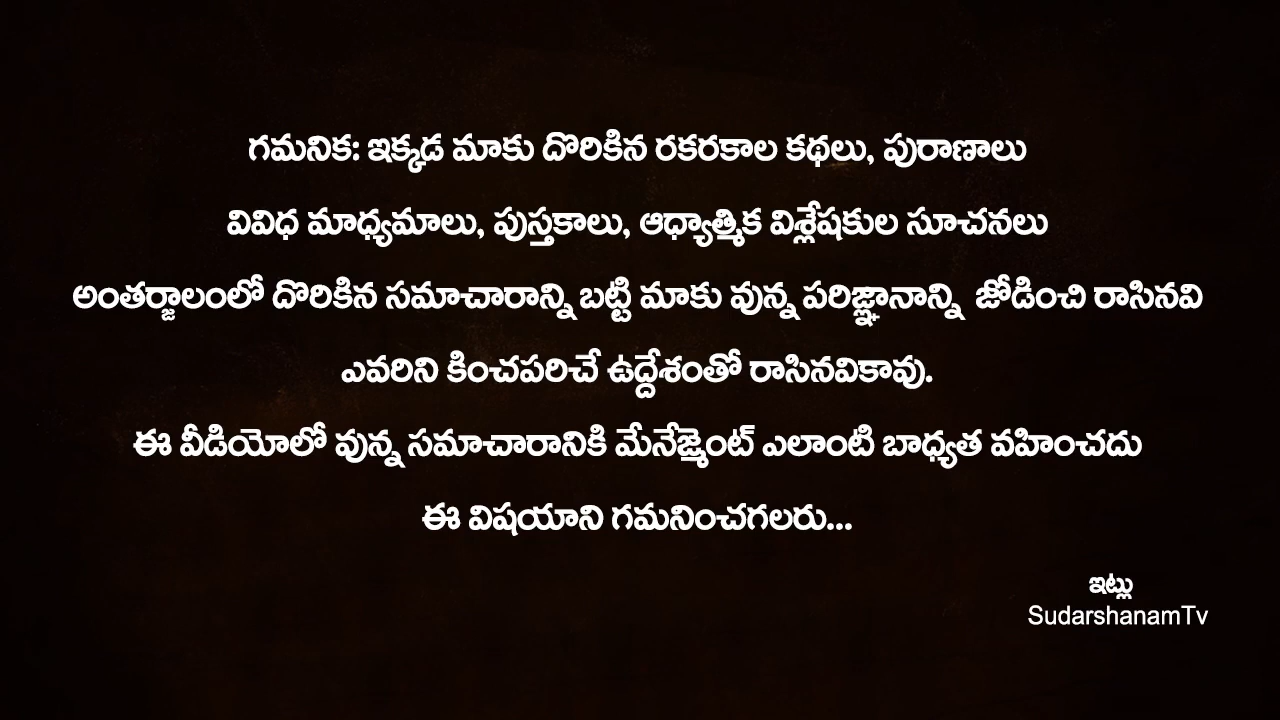 గమనిక: ఇక్కడ మాకు దొరికిన రకరకాల కథలు, పురాణాలు
వివిధ మాధ్యమాలు, పుస్తకాలు, ఆధ్యాత్మిక విశ్లేషకుల సూచనలు
అంతర్జాలంలో దొరికిన సమాచారాన్ని బట్టి మాకు వున్న పరిజ్ఞానాన్ని జోడించి రాసినవి
ఎవరిని కించపరిచే ఉద్దేశంతో రాసినవికావు.
ఈ వీడియోలో వున్న సమాచారానికి మేనేజ్మెంట్ ఎలాంటి బాధ్యత వహించదు
ఈ విషయాని గమనించగలరు...
ఇట్లు
SudarshanamTv